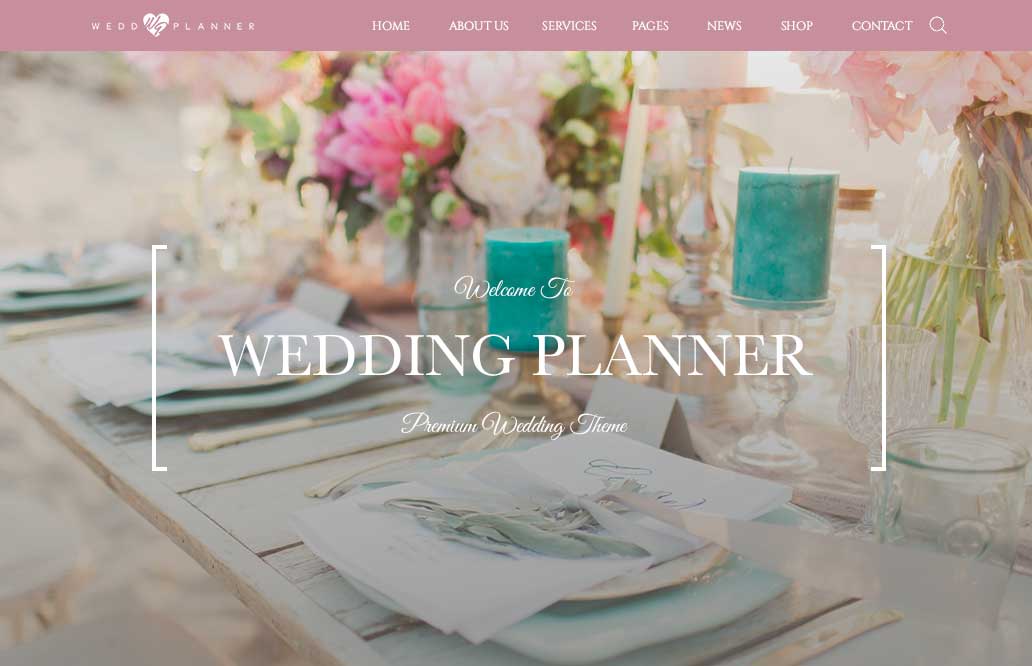 WEDD PLANNER
HOME ABOUT US SERVICES PAGES NEWS SHOP CONTACT
Welcome To
WEDDING PLANNER
Premium Wedding Theme